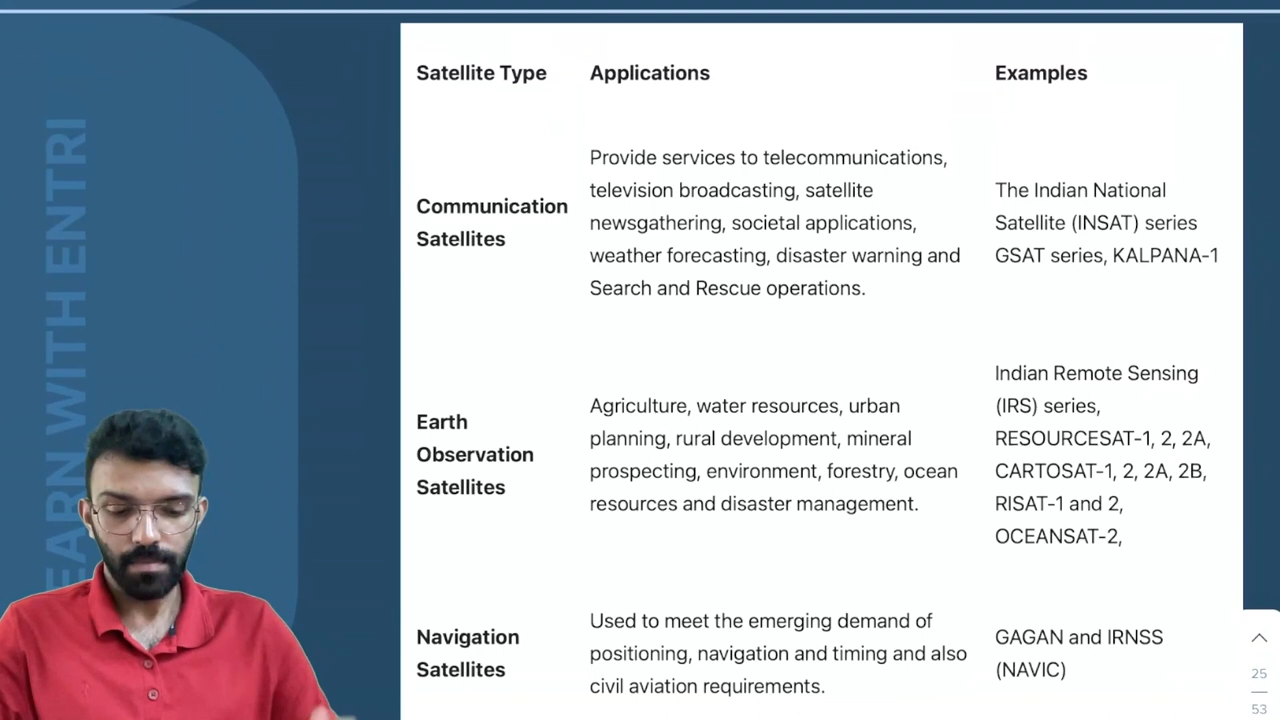 LEARN WITH ENTRI
Satellite Type
Applications
Examples
Communication
Satellites
Provide services to telecommunications,
television broadcasting, satellite
newsgathering, societal applications,
weather forecasting, disaster warning and
Search and Rescue operations.
The Indian National
Satellite (INSAT) series
GSAT series, KALPANA-1
Earth
Observation
Satellites
Agriculture, water resources, urban
planning, rural development, mineral
prospecting, environment, forestry, ocean
resources and disaster management.
Indian Remote Sensing
(IRS) series,
RESOURCESAT-1, 2, 2A,
CARTOSAT-1, 2, 2A, 2B,
RISAT-1 and 2,
OCEANSAT-2,
Navigation
Satellites
Used to meet the emerging demand of
positioning, navigation and timing and also
civil aviation requirements.
GAGAN and IRNSS
(NAVIC)
25
53